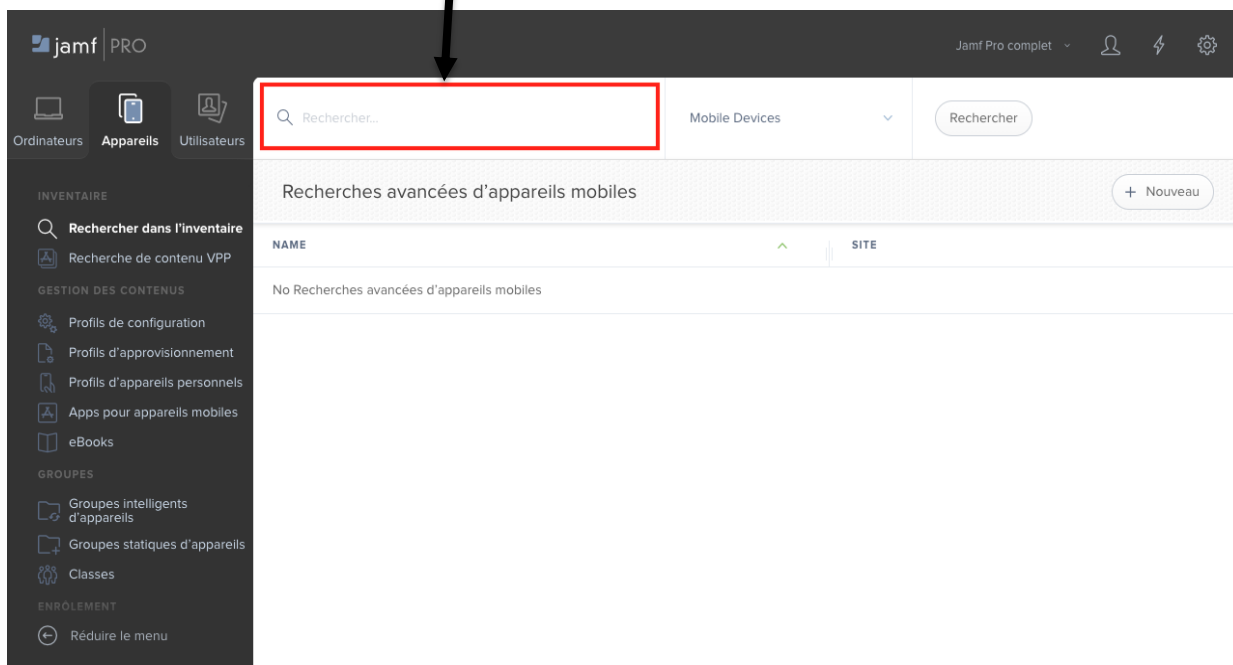 jamf PRO
Jamf Pro complet
Ordinateurs
Appareils
Utilisateurs
Rechercher...
Mobile Devices
Rechercher
INVENTAIRE
Rechercher dans l'inventaire
Recherche de contenu VPP
GESTION DES CONTENUS
Profils de configuration
Profils d'approvisionnement
Profils d'appareils personnels
Apps pour appareils mobiles
eBooks
GROUPES
Groupes intelligents
d'appareils
Groupes statiques d'appareils
Classes
ENRÔLEMENT
Réduire le menu
Recherches avancées d'appareils mobiles
+ Nouveau
NAME
SITE
No Recherches avancées d'appareils mobiles